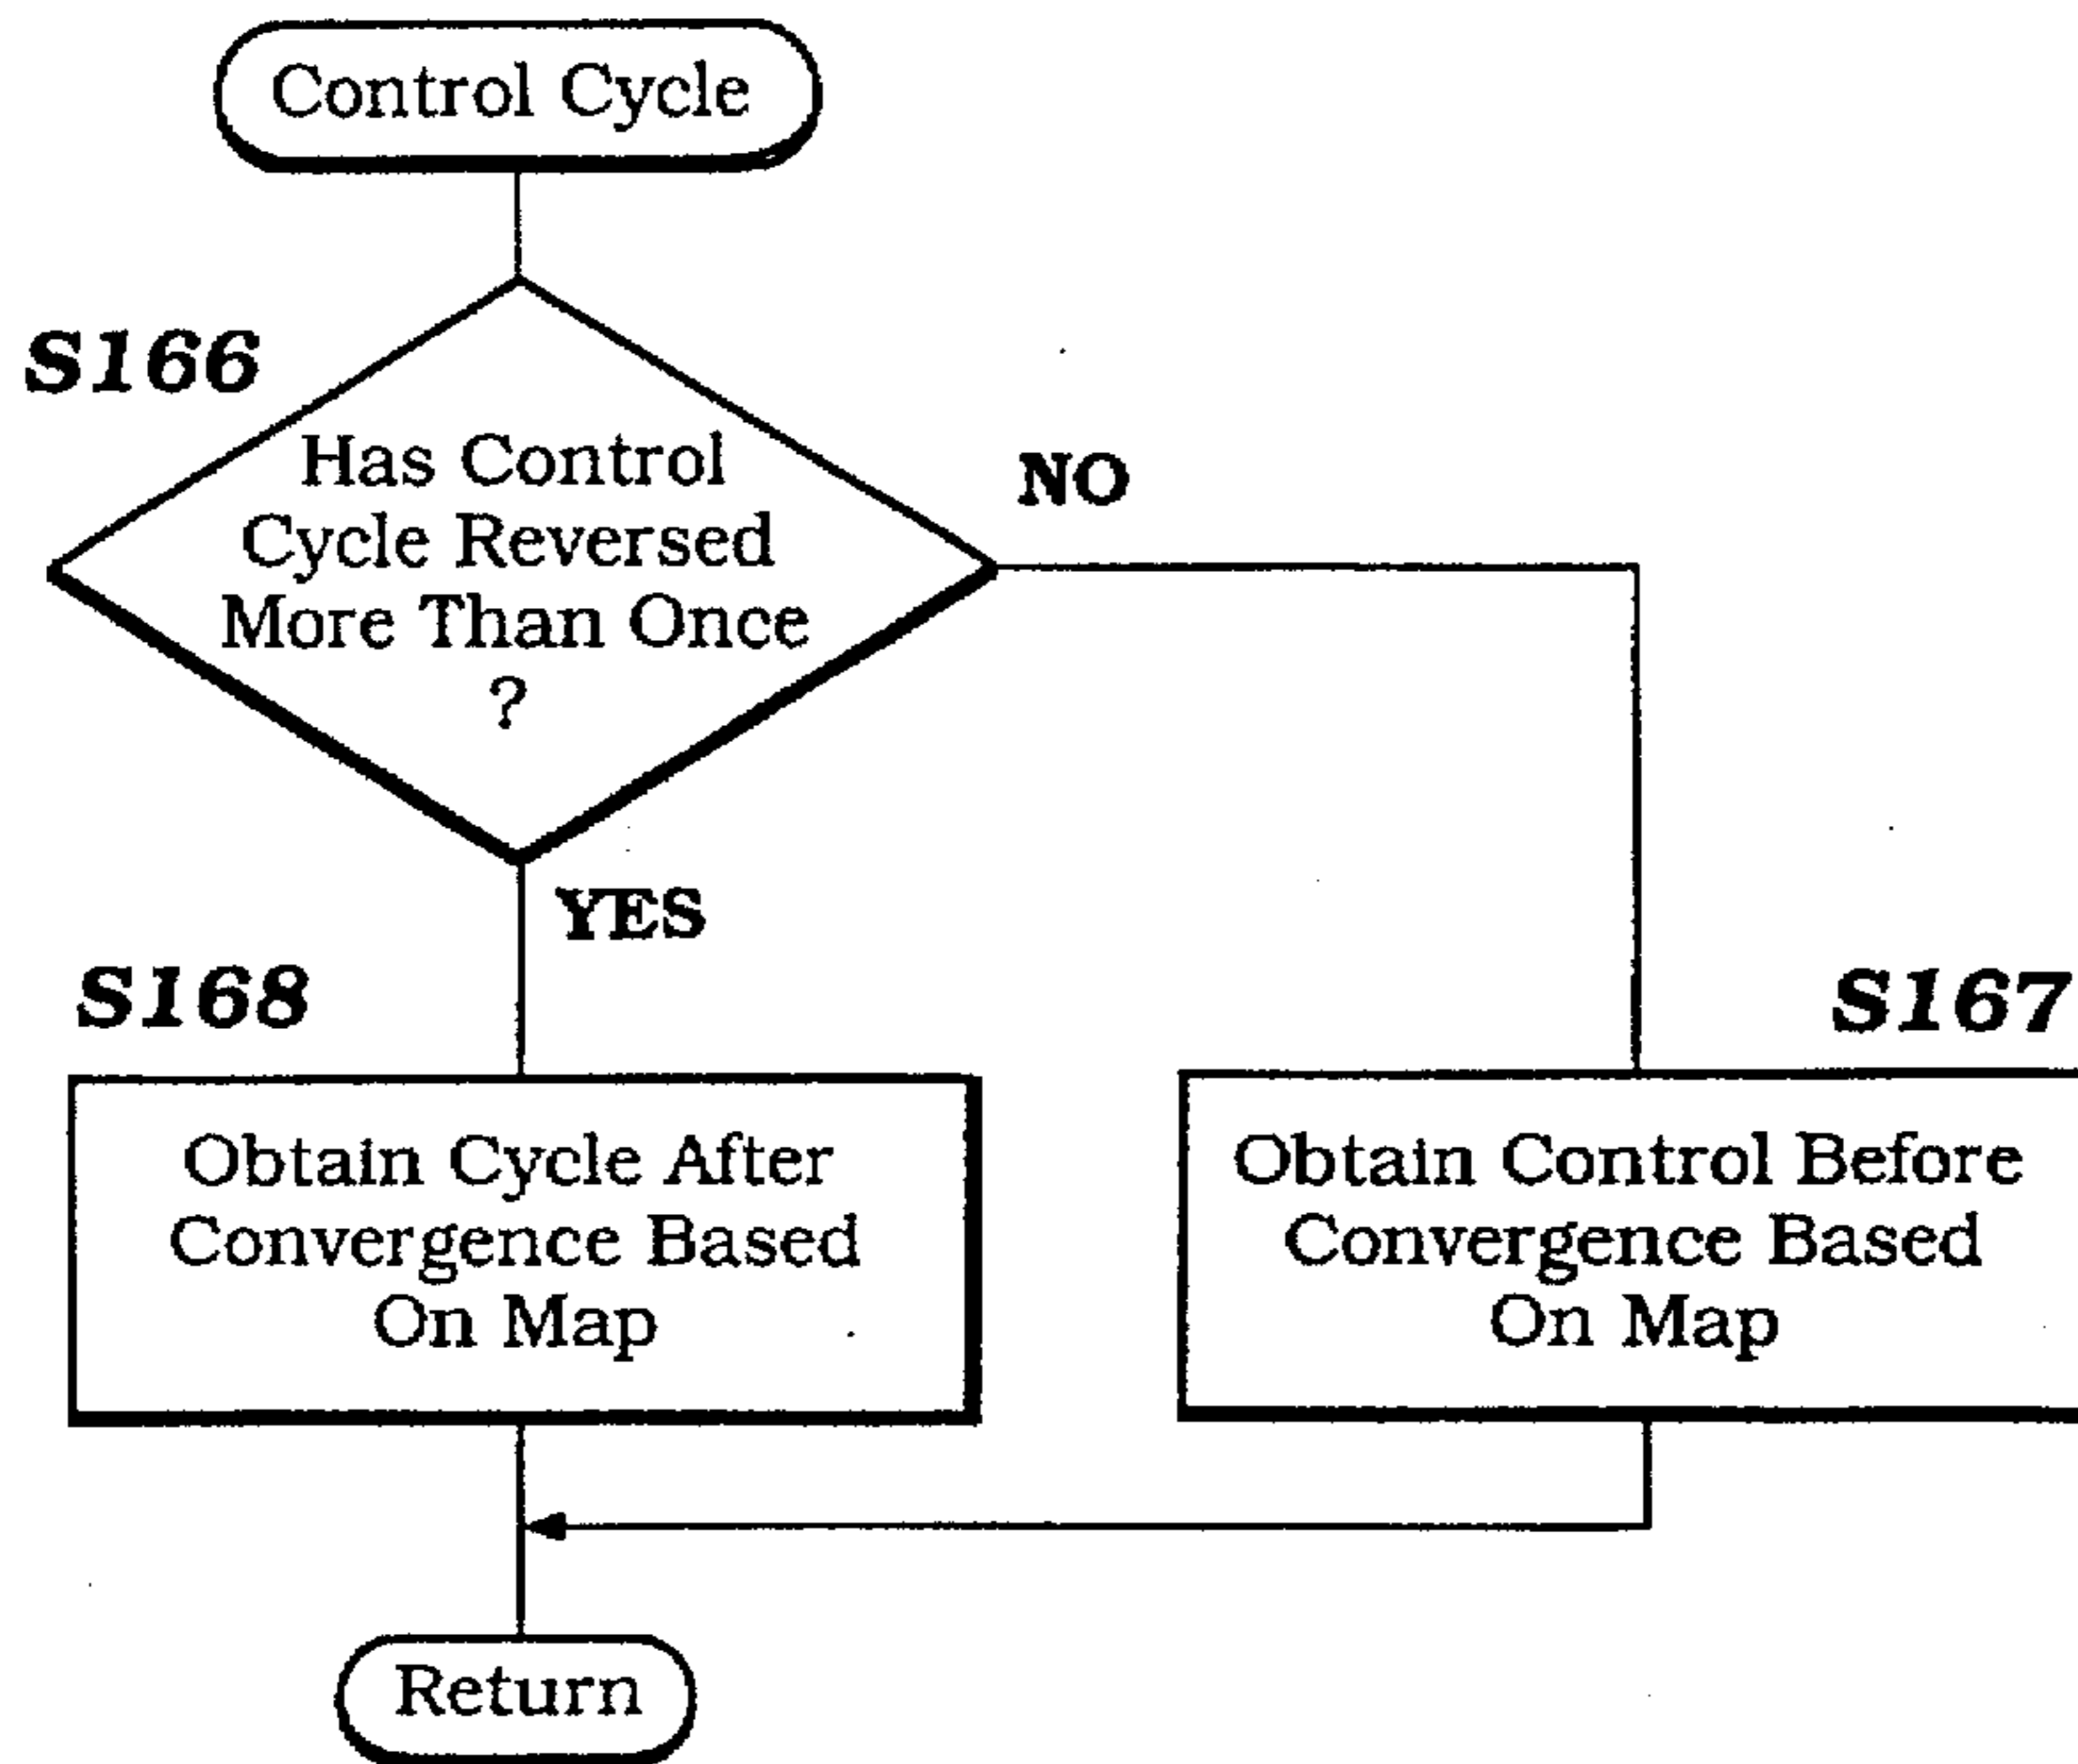 Control Cycle
S166
Has Control
Cycle Reversed
More Than Once
?
NO
YES
S168
Obtain Cycle After
Convergence Based
On Map
S167
Obtain Control Before
Convergence Based
On Map
Return